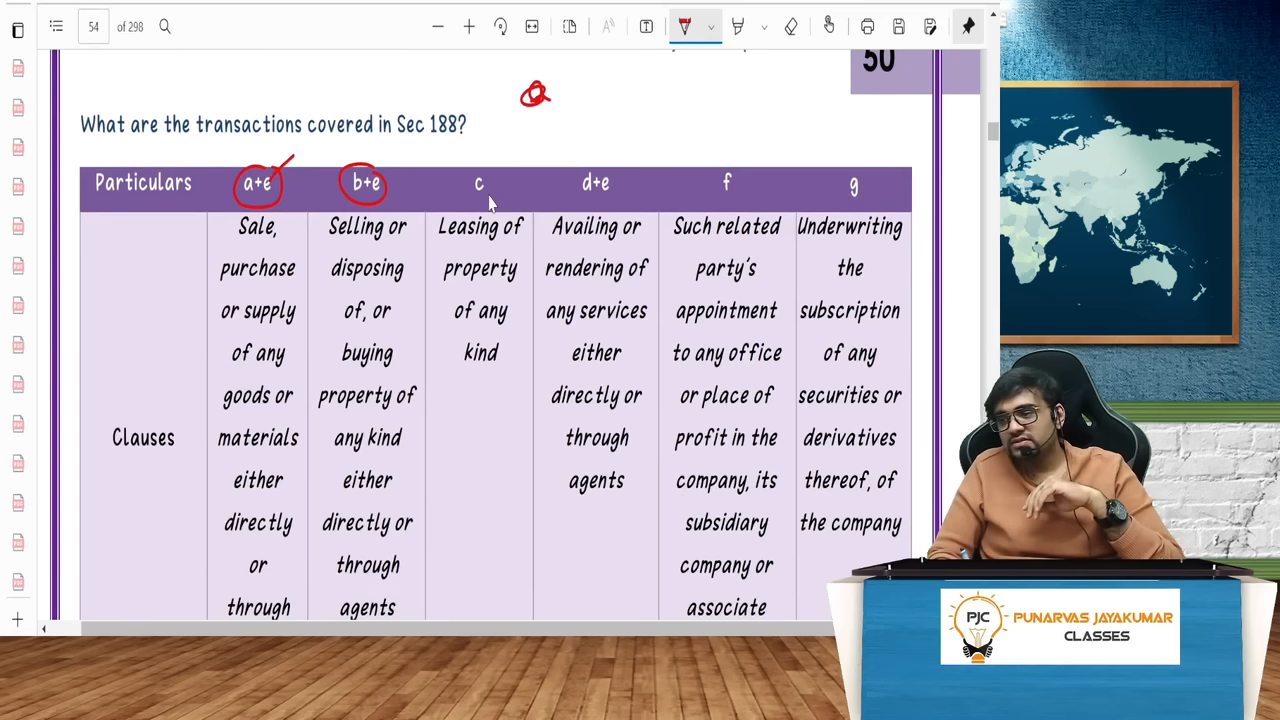 54 of 298
50
What are the transactions covered in Sec 188?
Particulars a+e b+e c d+e f g
Clauses
Sale,
purchase
or supply
of any
goods or
materials
either
directly
or
through
Selling or
disposing
of, or
buying
property of
any kind
either
directly or
through
agents
Leasing of
property
of any
kind
Availing or
rendering of
any services
either
directly or
through
agents
Such related
party's
appointment
to any office
or place of
profit in the
company, its
subsidiary
company or
associate
Underwriting
the
subscription
of any
securities or
derivatives
thereof, of
the company
PJC
PUNARVAS JAYAKUMAR
CLASSES